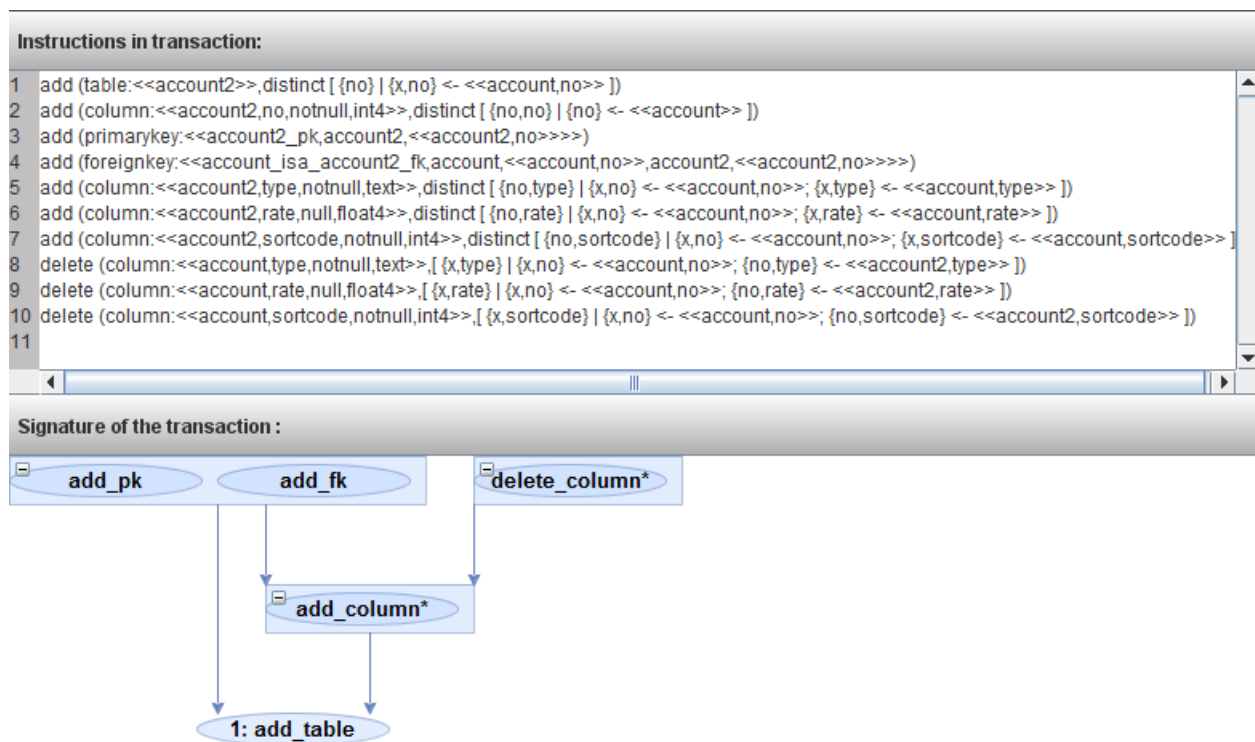 Instructions in transaction:
1 add (table:<<account2>>,distinct [ {no} | {x,no} <- <<account,no>> ])
2 add (column:<<account2,no,notnull,int4>>,distinct [ {no,no} | {no} <- <<account>> ])
3 add (primarykey:<<account2_pk,account2,<<account2,no>>>>)
4 add (foreignkey:<<account_isa_account2_fk,account,<<account,no>>,account2,<<account2,no>>>>)
5 add (column:<<account2,type,notnull,text>>,distinct [ {no,type} | {x,no} <- <<account,no>>; {x,type} <- <<account,type>> ])
6 add (column:<<account2,rate,null,float4>>,distinct [ {no,rate} | {x,no} <- <<account,no>>; {x,rate} <- <<account,rate>> ])
7 add (column:<<account2,sortcode,notnull,int4>>,distinct [ {no,sortcode} | {x,no} <- <<account,no>>; {x,sortcode} <- <<account,sortcode>> ]
8 delete (column:<<account,type,notnull,text>>,[ {x,type} | {x,no} <- <<account,no>>; {no,type} <- <<account2,type>> ])
9 delete (column:<<account,rate,null,float4>>,[ {x,rate} | {x,no} <- <<account,no>>; {no,rate} <- <<account2,rate>> ])
10 delete (column:<<account,sortcode,notnull,int4>>,[ {x,sortcode} | {x,no} <- <<account,no>>; {no,sortcode} <- <<account2,sortcode>> ])
11
Signature of the transaction :
add_pk add_fk delete_column*
add_column*
1: add_table